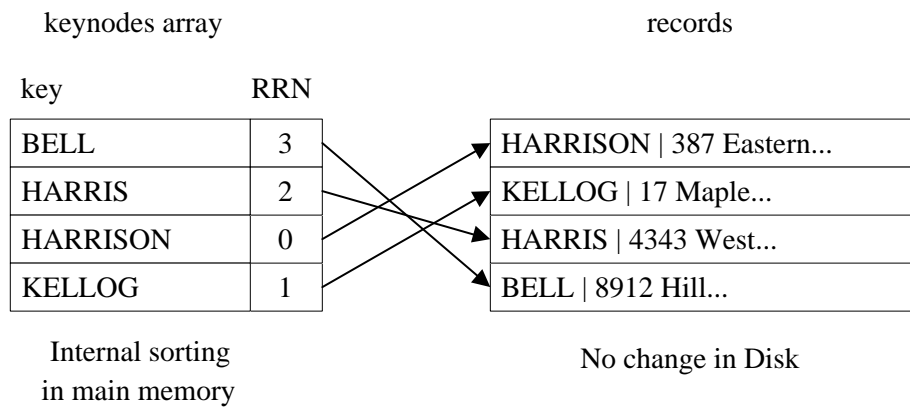 keynodes array
records
key RRN
BELL 3
HARRISON | 387 Eastern...
HARRIS 2
KELLOG | 17 Maple...
HARRISON 0
HARRIS | 4343 West...
KELLOG 1
BELL | 8912 Hill...
Internal sorting
in main memory
No change in Disk